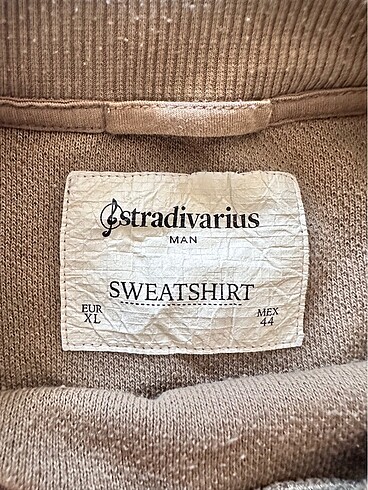 stradivarius
MAN
SWEATSHIRT
EUR
XL
MEX
44